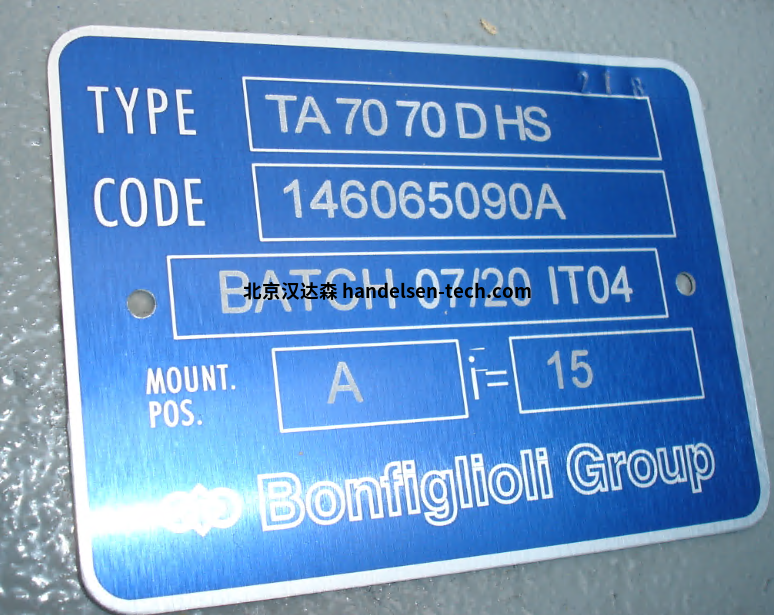 218
TYPE TA 70 70 D HS
CODE 146065090A
BATCH 07/20 IT04
北京汉达森 handelsen-tech.com
MOUNT. POS. A i= 15
Bonfiglioli Group